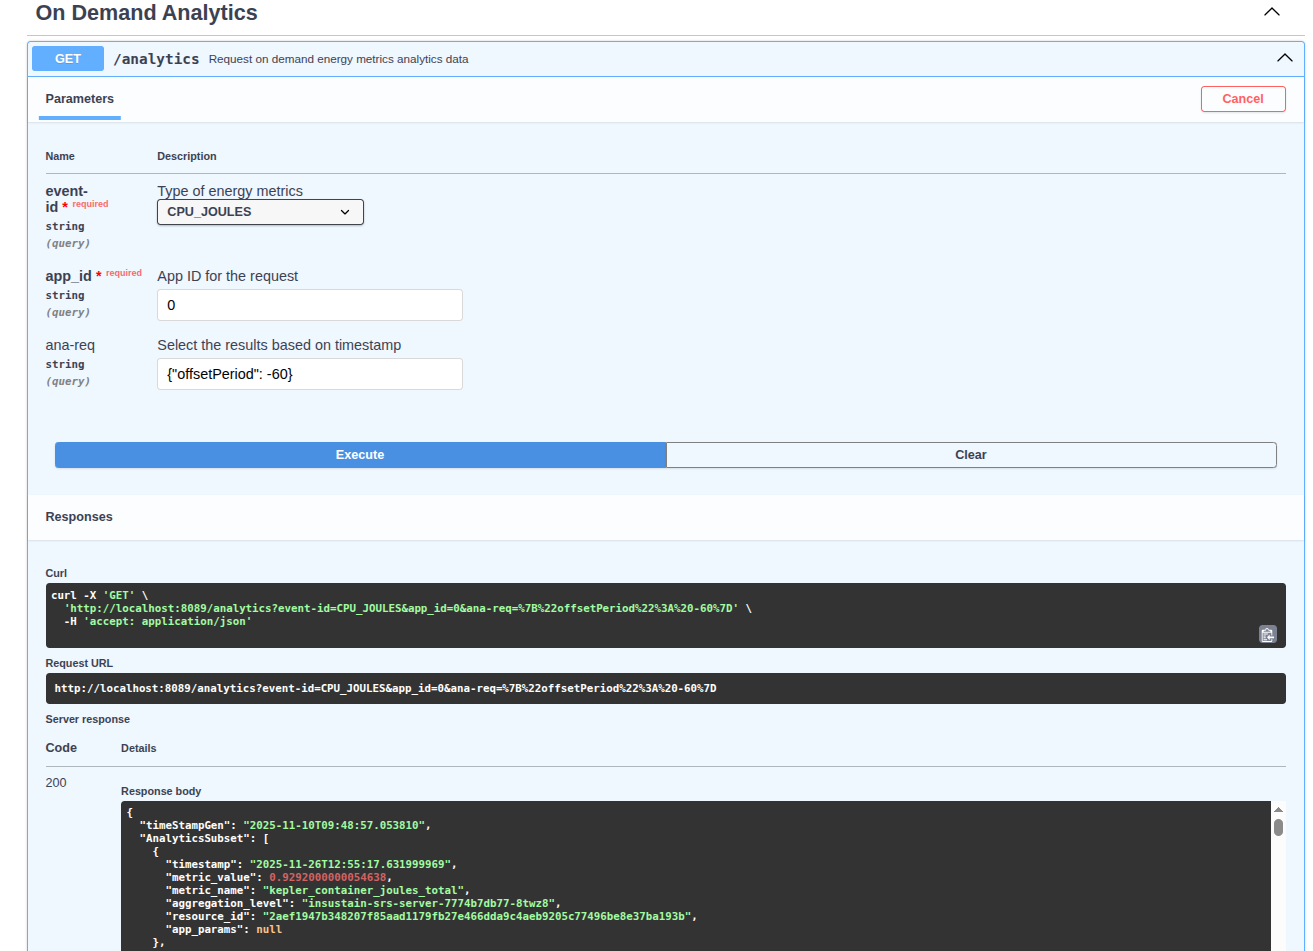 On Demand Analytics
GET /analytics Request on demand energy metrics analytics data
Parameters
Cancel
Name Description
event-
id * required
string
(query)
Type of energy metrics
CPU_JOULES
app_id * required
string
(query)
App ID for the request
0
ana-req
string
(query)
Select the results based on timestamp
{"offsetPeriod": -60}
Execute
Clear
Responses
Curl
curl -X 'GET' \
'http://localhost:8089/analytics?event-id=CPU_JOULES&app_id=0&ana-req=%7B%22offsetPeriod%22%3A%20-60%7D' \
-H 'accept: application/json'
Request URL
http://localhost:8089/analytics?event-id=CPU_JOULES&app_id=0&ana-req=%7B%22offsetPeriod%22%3A%20-60%7D
Server response
Code Details
200
Response body
{
"timeStampGen": "2025-11-10T09:48:57.053810",
"AnalyticsSubset": [
{
"timestamp": "2025-11-26T12:55:17.631999969",
"metric_value": 0.9292000000054638,
"metric_name": "kepler_container_joules_total",
"aggregation_level": "insustain-srs-server-7774b7db77-8twz8",
"resource_id": "2aef1947b348207f85aad1179fb27e466dda9c4aeb9205c77496be8e37ba193b",
"app_params": null
},